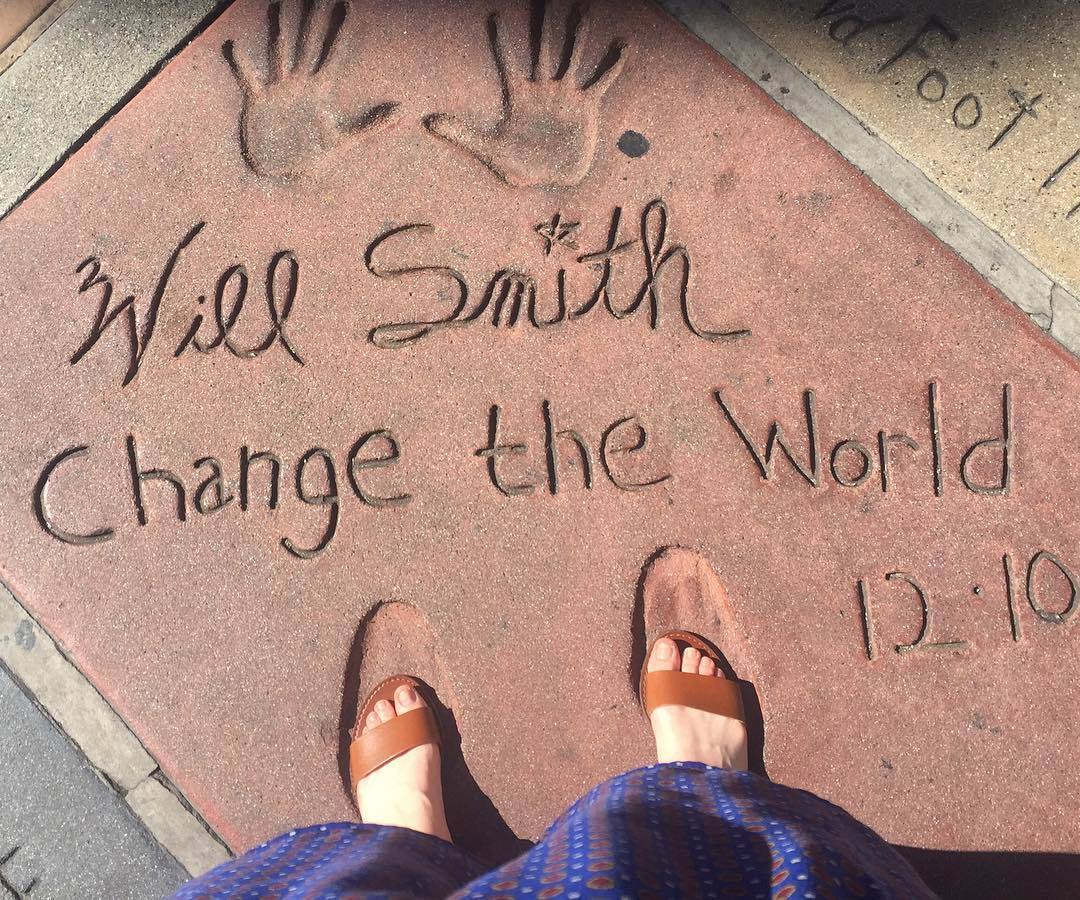 Will Smith
Change the World
12.10
Foot